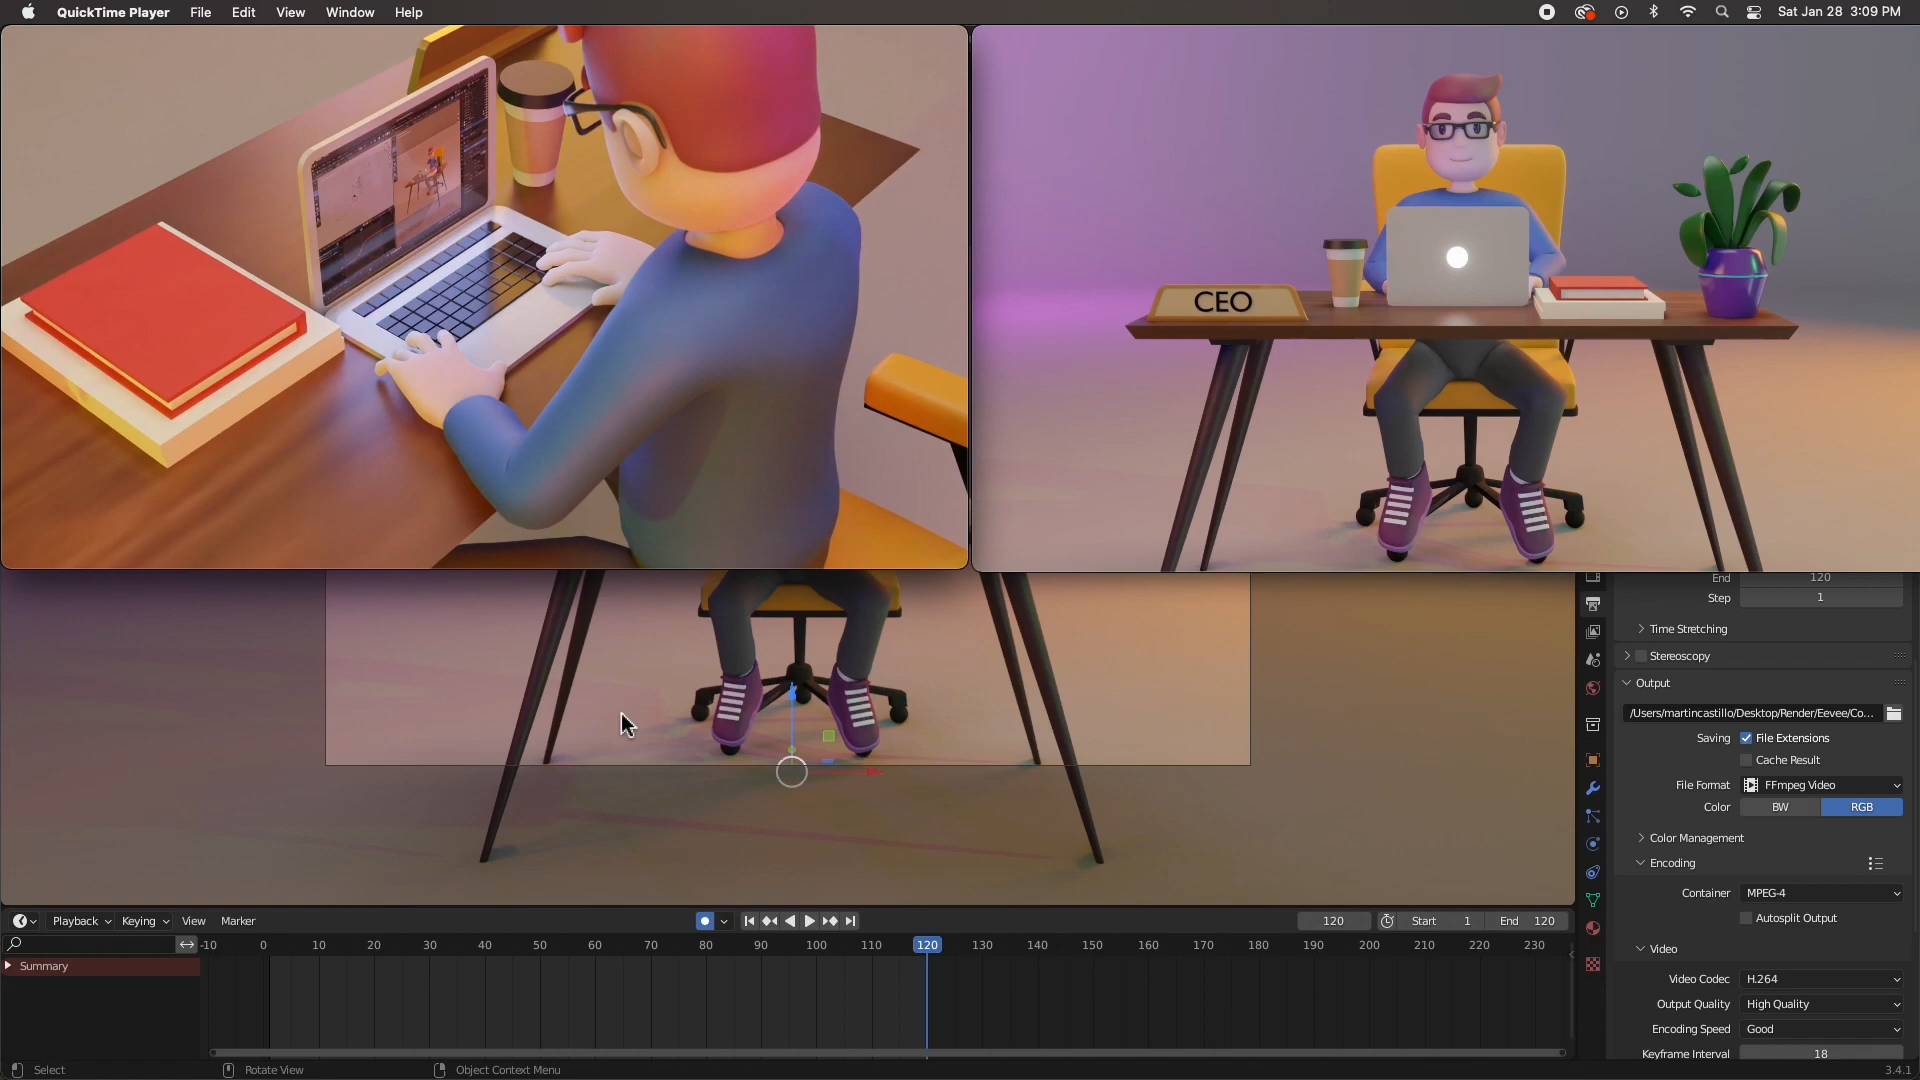 QuickTime Player File Edit View Window Help Sat Jan 28 3:09 PM
CEO
End 120
Step 1
Time Stretching
Stereoscopy
Output
/Users/martincastillo/Desktop/Render/Eevee/Co...
Saving File Extensions
Cache Result
File Format FFmpeg Video
Color BW RGB
Color Management
Encoding
Container MPEG-4
Autosplit Output
Video
Video Codec H.264
Output Quality High Quality
Encoding Speed Good
Keyframe Interval 18
Playback Keying View Marker 120 Start 1 End 120
-10 0 10 20 30 40 50 60 70 80 90 100 110 120 130 140 150 160 170 180 190 200 210 220 230
Summary
Select Rotate View Object Context Menu 3.4.1